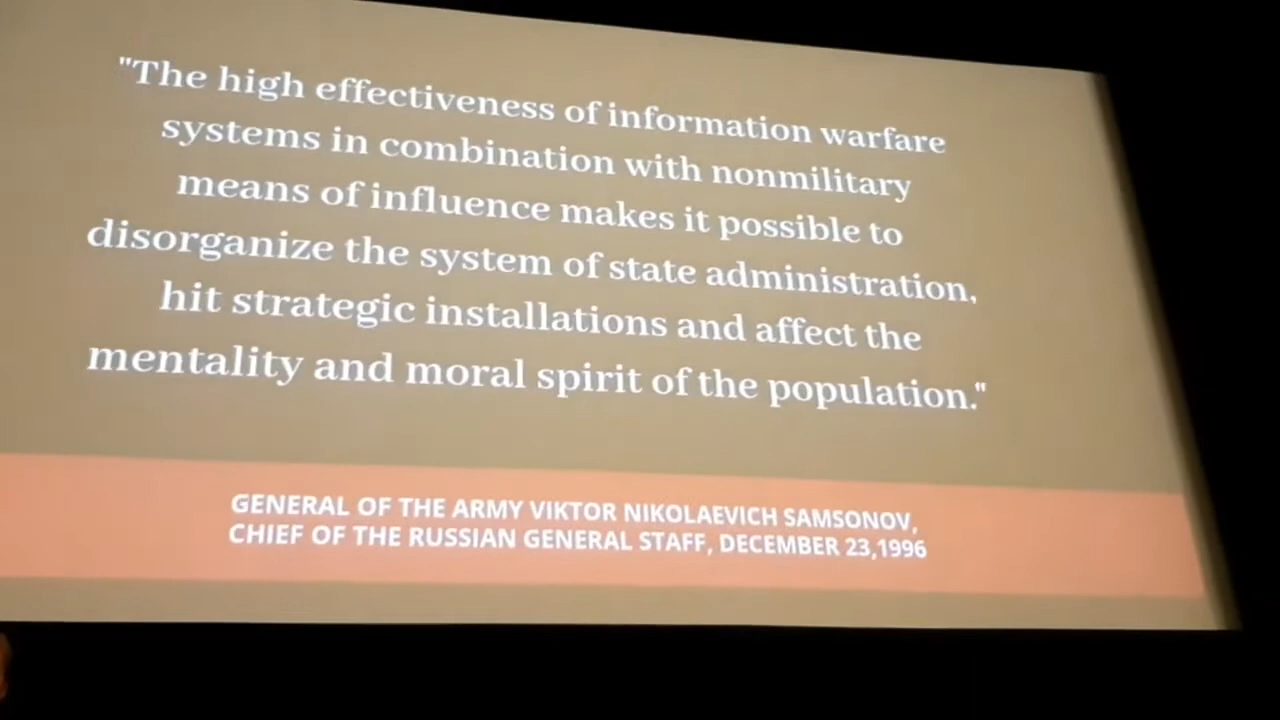 "The high effectiveness of information warfare
systems in combination with nonmilitary
means of influence makes it possible to
disorganize the system of state administration,
hit strategic installations and affect the
mentality and moral spirit of the population."
GENERAL OF THE ARMY VIKTOR NIKOLAEVICH SAMSONOV,
CHIEF OF THE RUSSIAN GENERAL STAFF, DECEMBER 23,1996